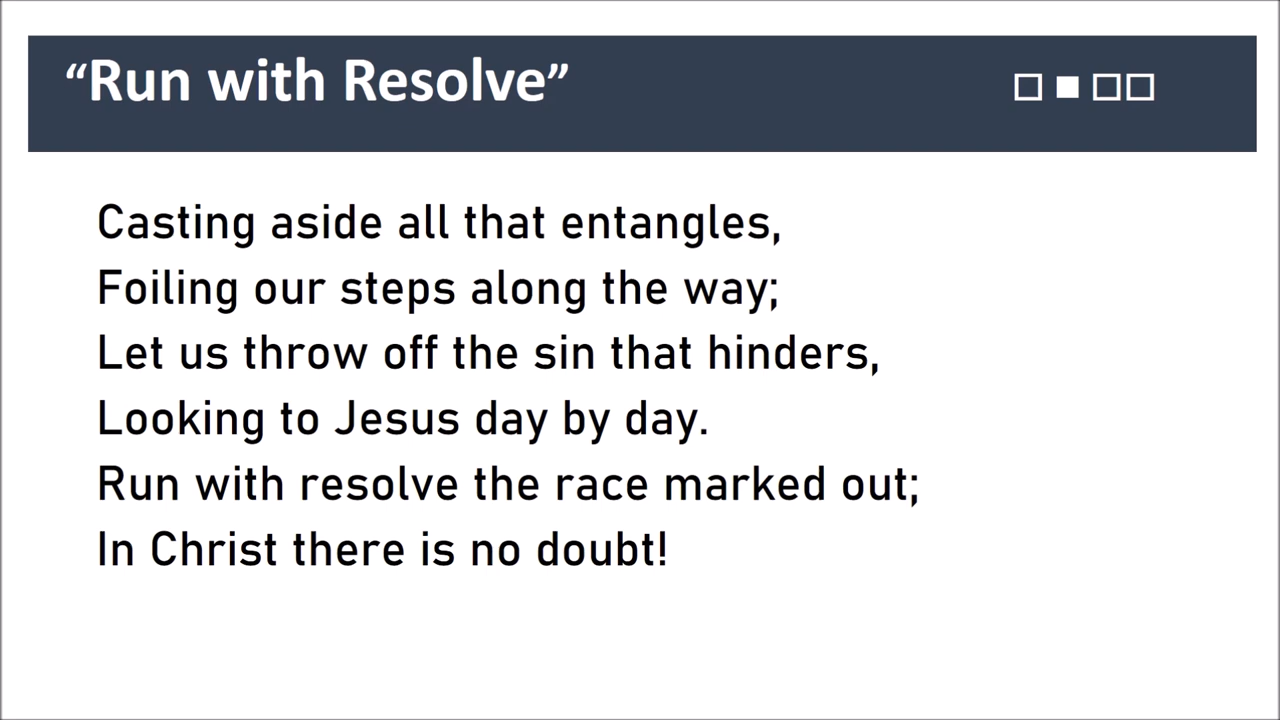 “Run with Resolve”
Casting aside all that entangles,
Foiling our steps along the way;
Let us throw off the sin that hinders,
Looking to Jesus day by day.
Run with resolve the race marked out;
In Christ there is no doubt!